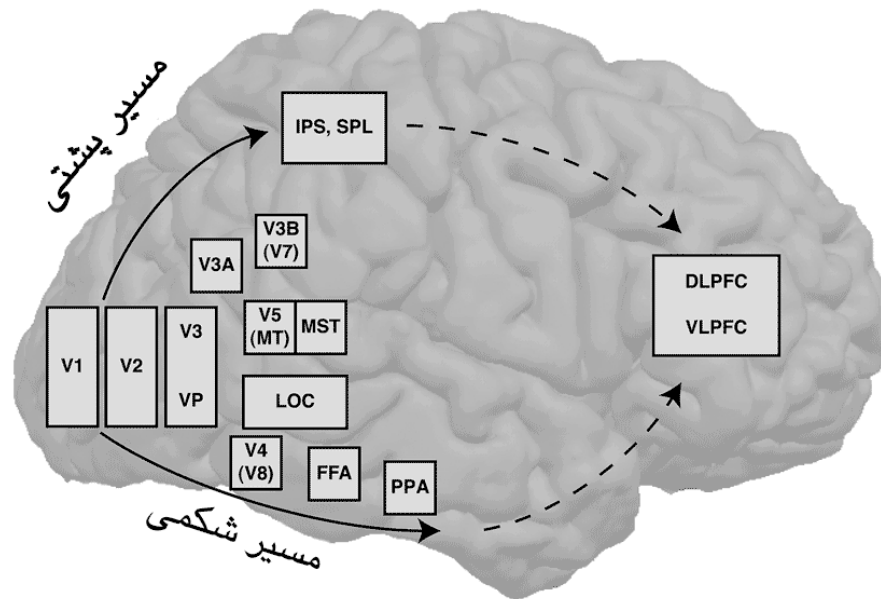 مسیر پشتی
IPS, SPL
V3B
(V7)
V3A
DLPFC
VLPFC
V1
V2
V3
VP
V5
(MT)
MST
LOC
V4
(V8)
FFA
PPA
مسیر شکمی